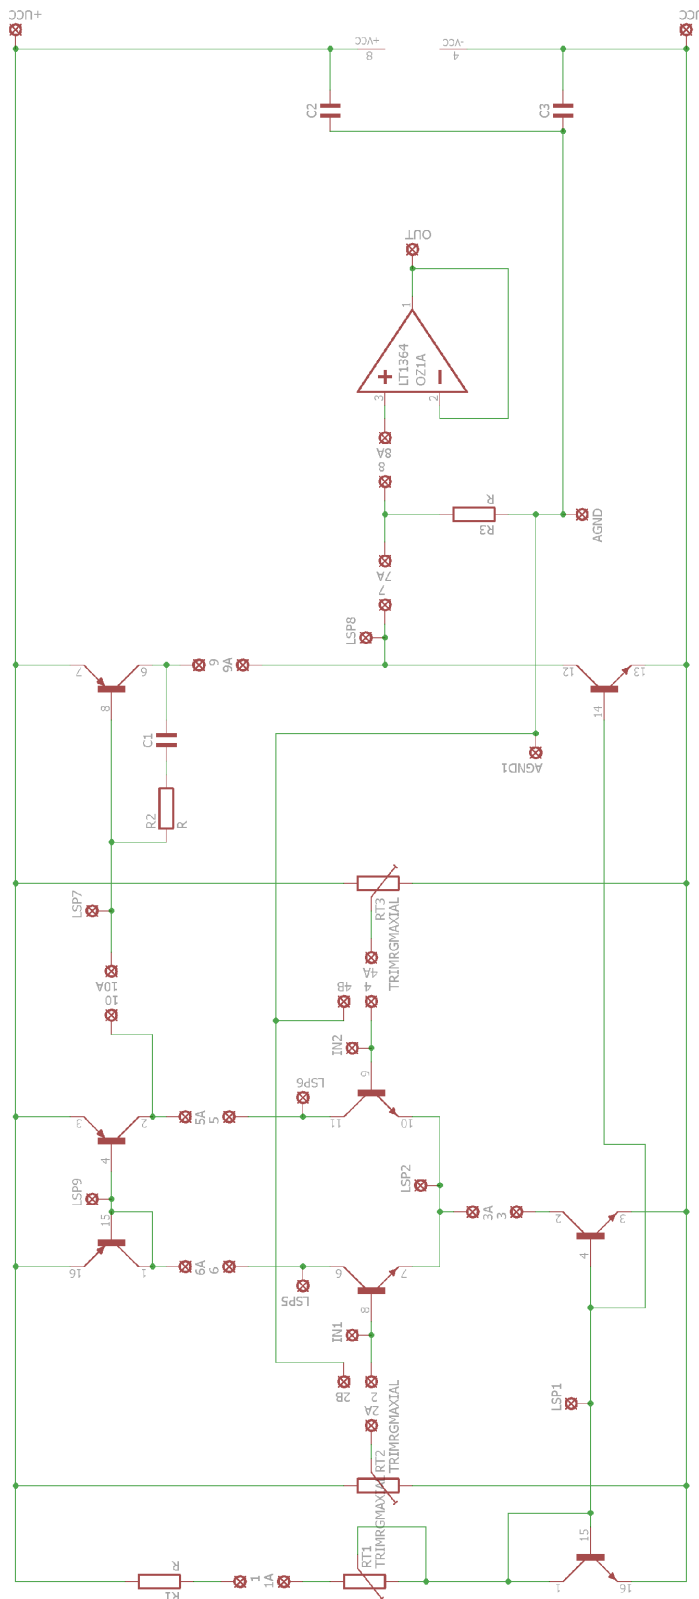 +UCC
UCC
+VCC
8
-VCC
4
C2
C3
OUT
1
LT1364
OZ1A
3
2
8A
8
R
R3
AGND
7A
7
LSP8
7
6
9
9A
12
13
8
14
C1
AGND1
R2
R
RT3
TRIMRGMAXIAL
LSP7
4A
4
4B
10A
10
IN2
9
LSP6
3
2
5A
5
11
10
4
LSP2
LSP9
15
3A
3
2
3
4
16
1
6A
6
LSP5
6
7
8
IN1
2B
2
2A
LSP1
RT2
TRIMRGMAXIAL
15
R
1
1A
RT1
TRIMRGMAXIAL
1
16